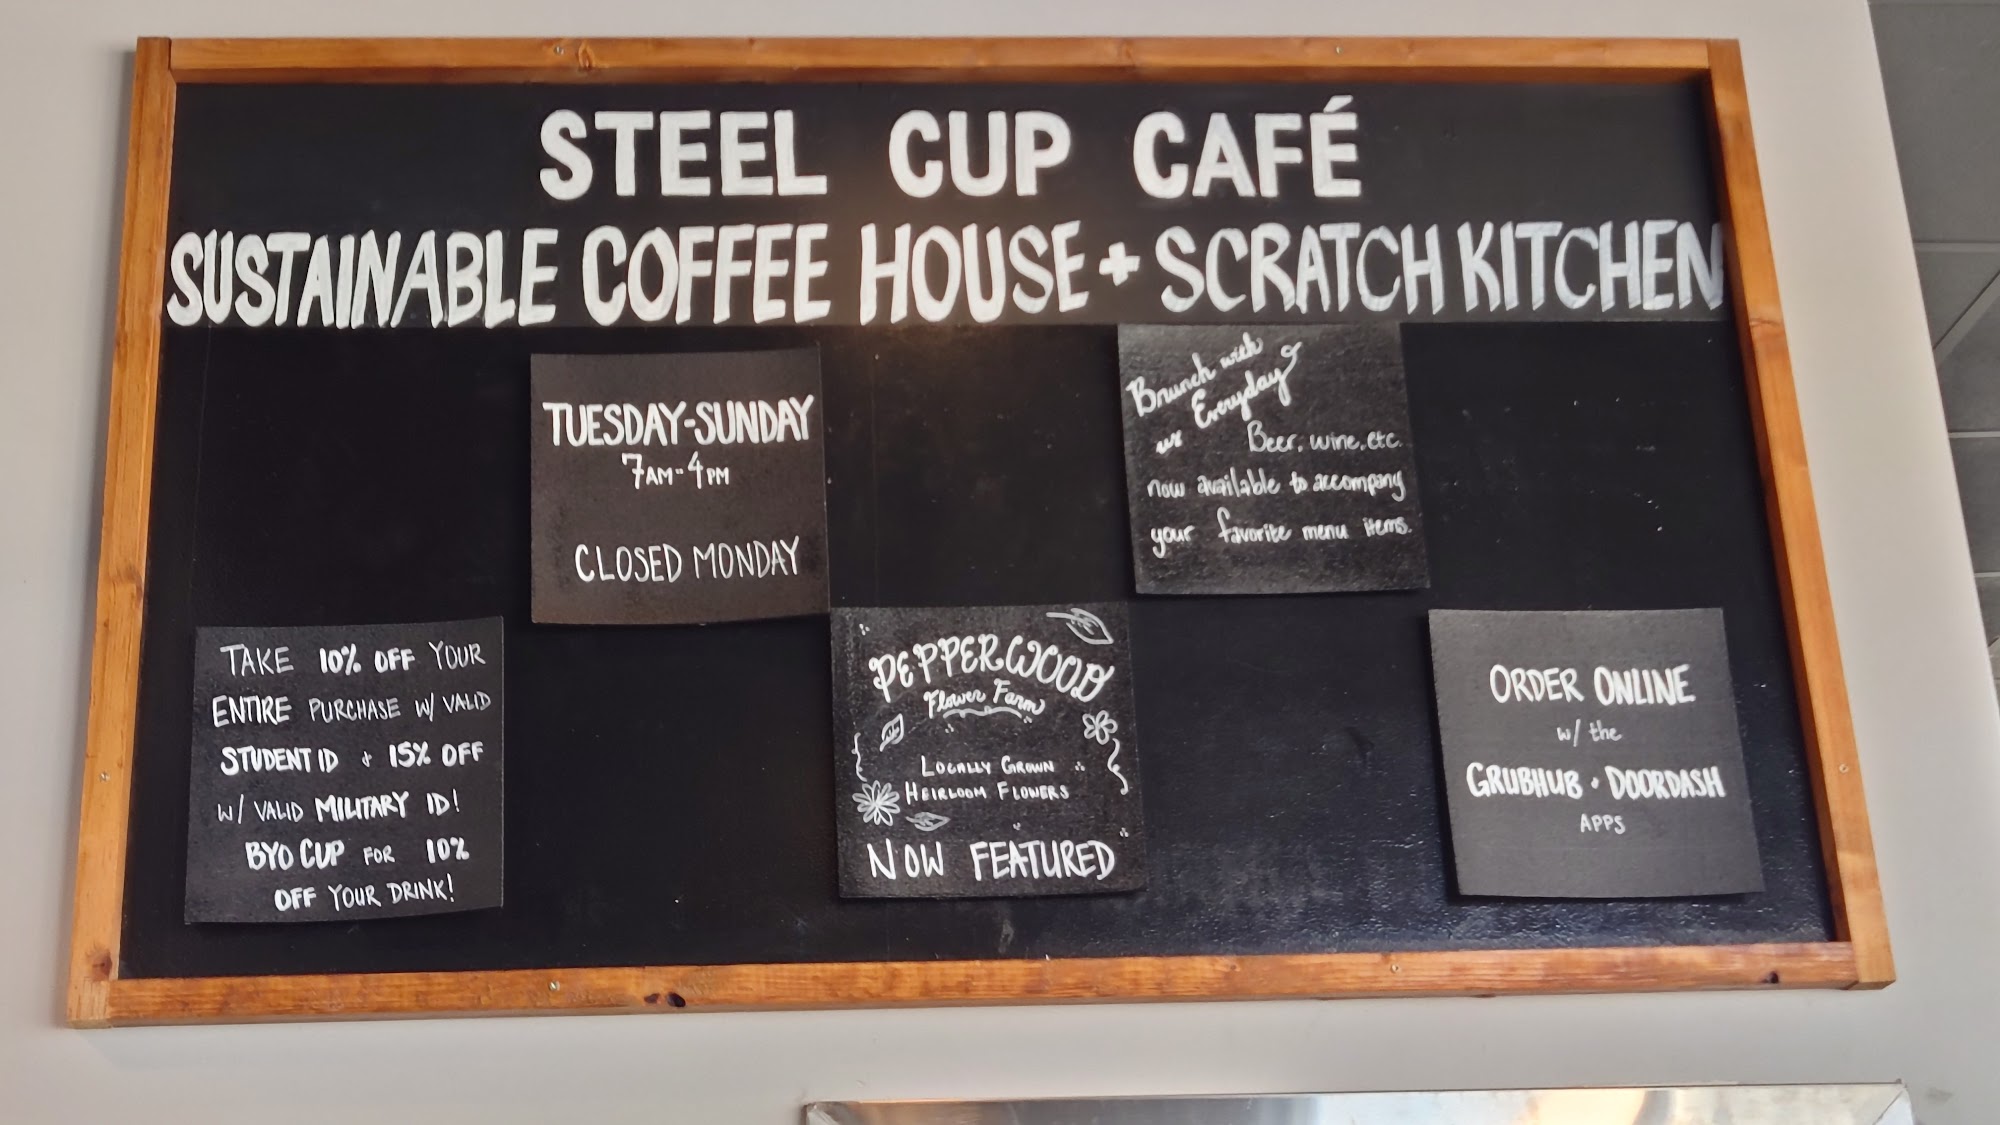 STEEL CUP CAFÉ
SUSTAINABLE COFFEE HOUSE + SCRATCH KITCHEN
TUESDAY-SUNDAY
7AM-4PM
CLOSED MONDAY
Brunch with
us Everyday
Beer, wine, etc.
now available to accompany
your favorite menu items.
TAKE 10% OFF YOUR
ENTIRE PURCHASE W/ VALID
STUDENT ID + 15% OFF
W/ VALID MILITARY ID!
BYO CUP FOR 10%
OFF YOUR DRINK!
PEPPERWOOD
Flower Farm
LOCALLY GROWN
HEIRLOOM FLOWERS
NOW FEATURED
ORDER ONLINE
w/ the
GRUBHUB · DOORDASH
APPS